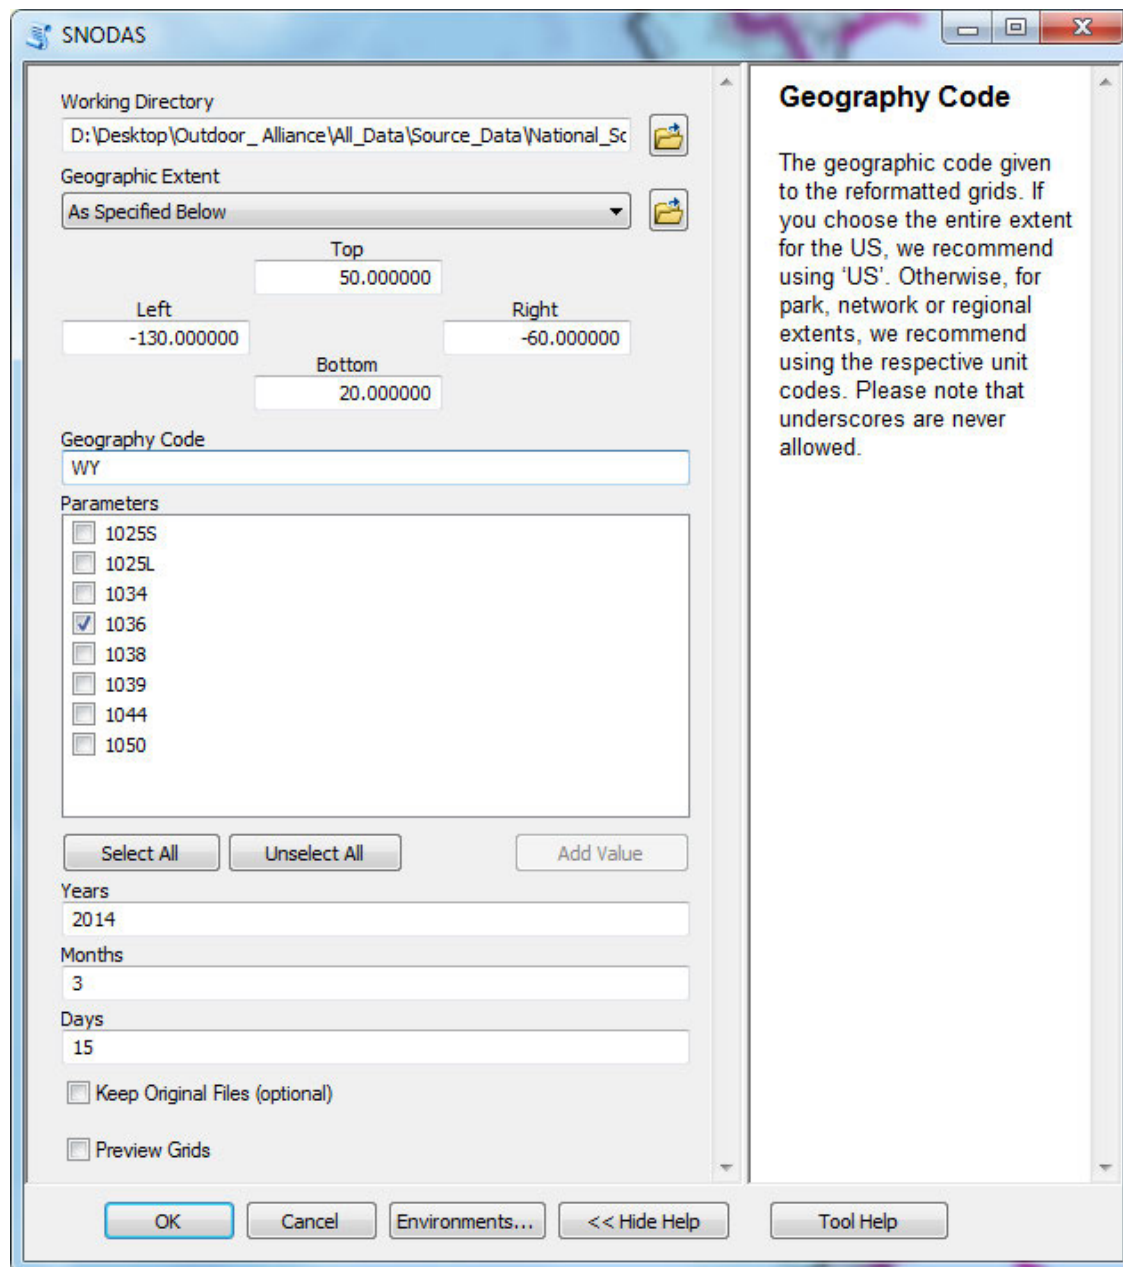 SNODAS
Working Directory
D:\Desktop\Outdoor_ Alliance\All_Data\Source_Data\National_Sc
Geographic Extent
As Specified Below
Top
50.000000
Left
Right
-130.000000
-60.000000
Bottom
20.000000
Geography Code
WY
Parameters
1025S
1025L
1034
1036
1038
1039
1044
1050
Select All
Unselect All
Add Value
Years
2014
Months
3
Days
15
Keep Original Files (optional)
Preview Grids
OK
Cancel
Environments...
<< Hide Help
Tool Help
Geography Code
The geographic code given
to the reformatted grids. If
you choose the entire extent
for the US, we recommend
using ‘US’. Otherwise, for
park, network or regional
extents, we recommend
using the respective unit
codes. Please note that
underscores are never
allowed.